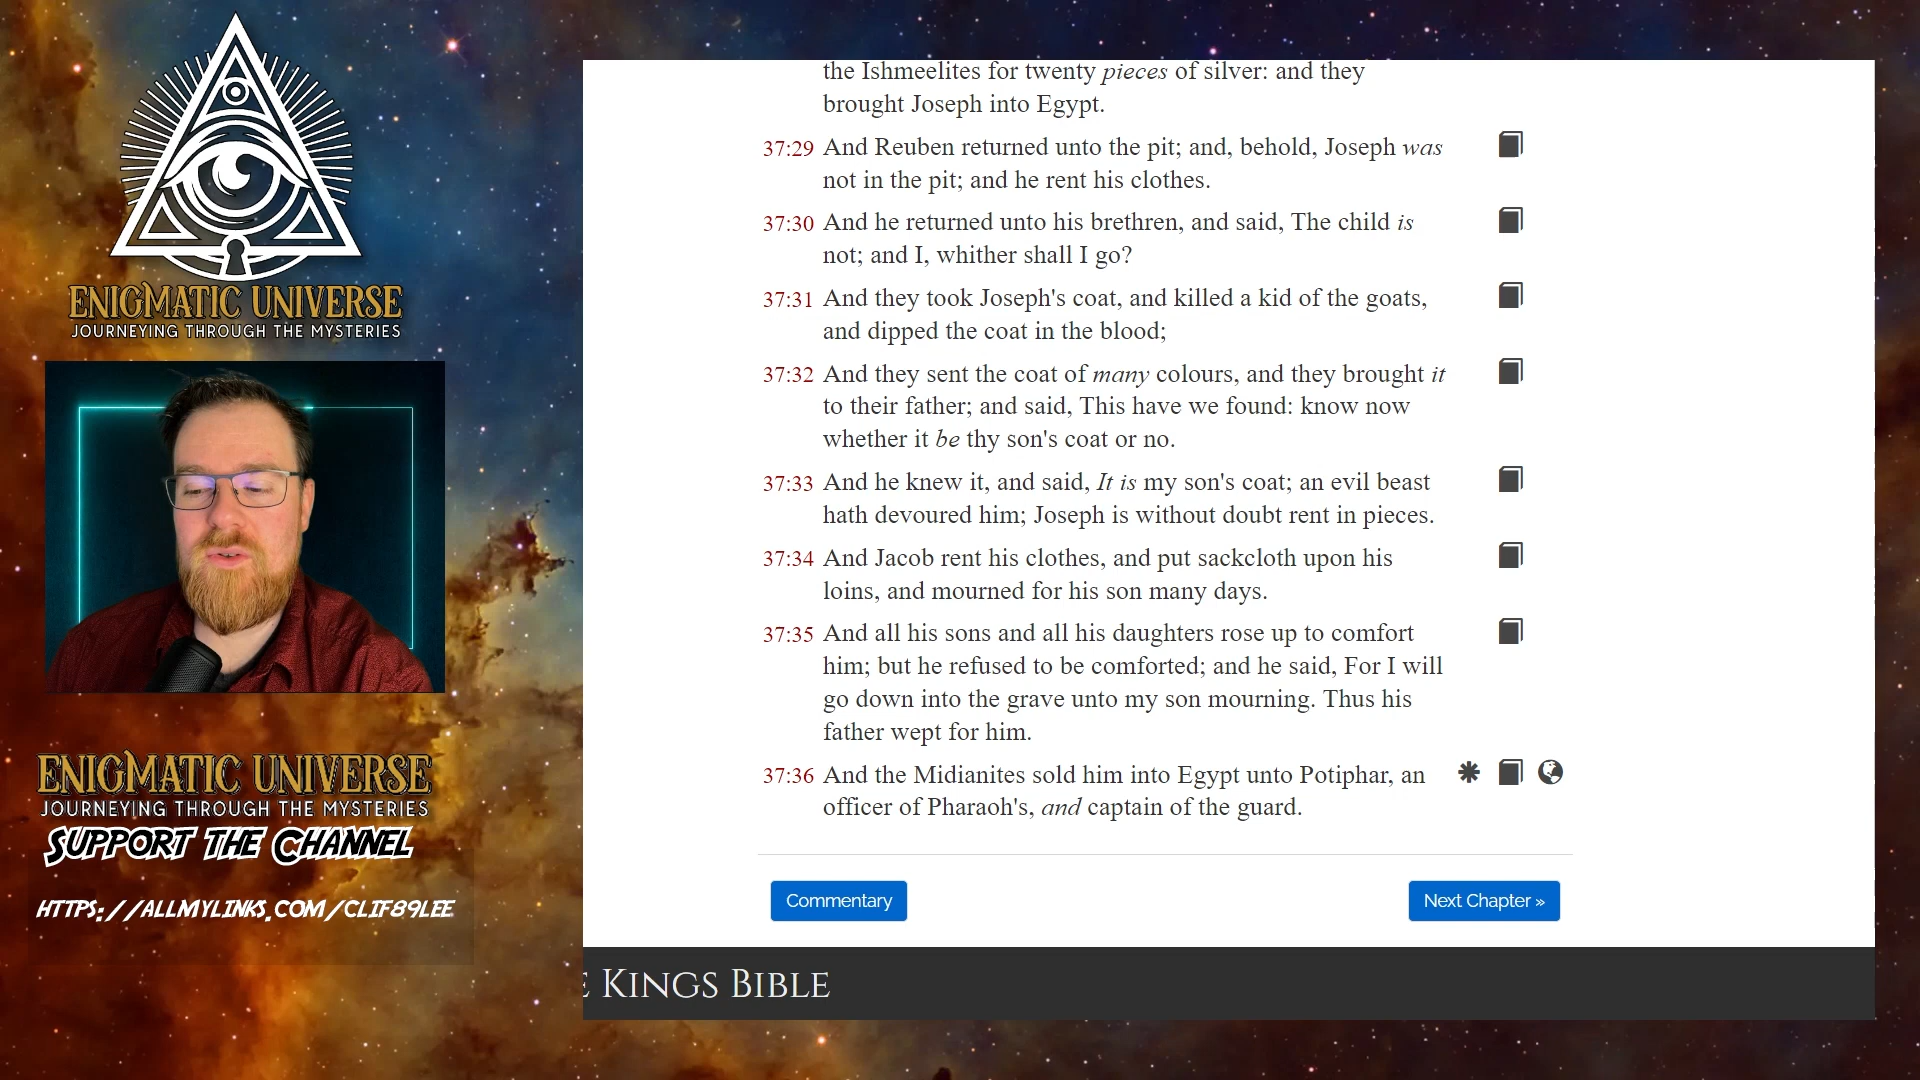 ENIGMATIC UNIVERSE
JOURNEYING THROUGH THE MYSTERIES
ENIGMATIC UNIVERSE
JOURNEYING THROUGH THE MYSTERIES
SUPPORT THE CHANNEL
HTTPS://ALLMYLINKS.COM/CLIF89LEE
the Ishmeelites for twenty pieces of silver: and they
brought Joseph into Egypt.
37:29 And Reuben returned unto the pit; and, behold, Joseph was
not in the pit; and he rent his clothes.
37:30 And he returned unto his brethren, and said, The child is
not; and I, whither shall I go?
37:31 And they took Joseph's coat, and killed a kid of the goats,
and dipped the coat in the blood;
37:32 And they sent the coat of many colours, and they brought it
to their father; and said, This have we found: know now
whether it be thy son's coat or no.
37:33 And he knew it, and said, It is my son's coat; an evil beast
hath devoured him; Joseph is without doubt rent in pieces.
37:34 And Jacob rent his clothes, and put sackcloth upon his
loins, and mourned for his son many days.
37:35 And all his sons and all his daughters rose up to comfort
him; but he refused to be comforted; and he said, For I will
go down into the grave unto my son mourning. Thus his
father wept for him.
37:36 And the Midianites sold him into Egypt unto Potiphar, an
officer of Pharaoh's, and captain of the guard.
Commentary
Next Chapter »
E KINGS BIBLE